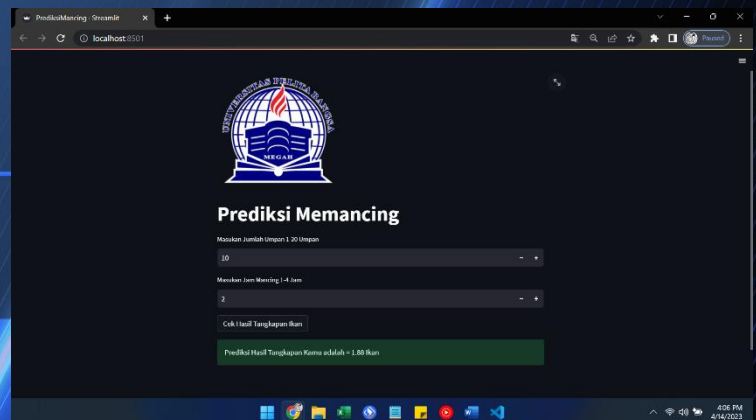 PrediksiMancing · Streamlit
localhost:8501
Paused
UNIVERSITAS PELITA BANGSA
MEGAH
Prediksi Memancing
Masukan Jumlah Umpan 1-20 Umpan
10
Masukan Jam Mancing 1-4 Jam
2
Cek Hasil Tangkapan Ikan
Prediksi Hasil Tangkapan Kamu adalah = 1.88 Ikan
4:06 PM
4/14/2023